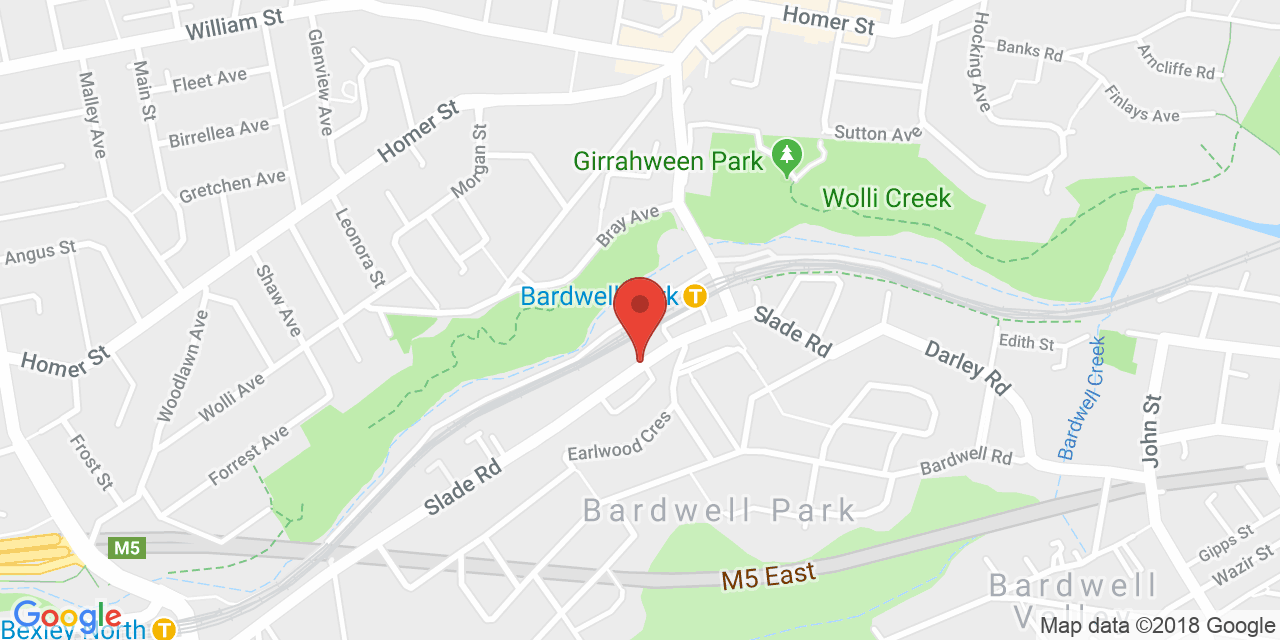 William St
Homer St
Hocking Ave
Banks Rd
Arncliffe Rd
Finlays Ave
Glenview Ave
Fleet Ave
Main St
Malley Ave
Birrellea Ave
Homer St
Morgan St
Sutton Ave
Girrahween Park
Wolli Creek
Gretchen Ave
Bray Ave
Leonora St
Angus St
Shaw Ave
Bardwell Park
T
Slade Rd
Edith St
Darley Rd
Homer St
Woodlawn Ave
Wolli Ave
Bardwell Creek
John St
Forrest Ave
Frost St
Earlwood Cres
Bardwell Rd
Slade Rd
Bardwell Park
M5
M5 East
Gipps St
Wazir St
Bardwell
Valley
Google
Bexley North
T
Map data ©2018 Google